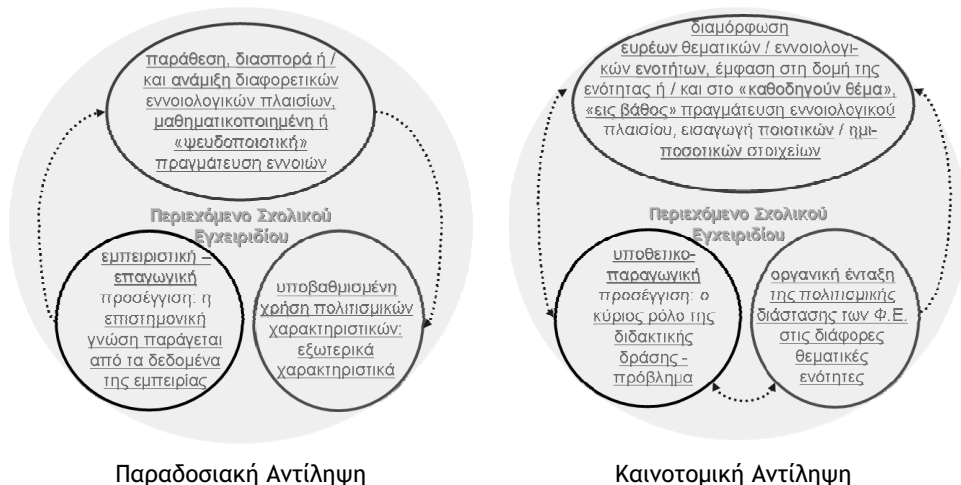 παράθεση, διασπορά ή /
και ανάμιξη διαφορετικών
εννοιολογικών πλαισίων,
μαθηματικοποιημένη ή
«ψευδοποιοτική»
πραγμάτευση εννοιών
Περιεχόμενο Σχολικού
Εγχειριδίου
εμπειριστική –
επαγωγική
προσέγγιση: η
επιστημονική
γνώση παράγεται
από τα δεδομένα
της εμπειρίας
υποβαθμισμένη
χρήση πολιτισμικών
χαρακτηριστικών:
εξωτερικά
χαρακτηριστικά
Παραδοσιακή Αντίληψη
διαμόρφωση
ευρέων θεματικών / εννοιολογι-
κών ενοτήτων, έμφαση στη δομή της
ενότητας ή / και στο «καθοδηγούν θέμα»,
«εις βάθος» πραγμάτευση εννοιολογικού
πλαισίου, εισαγωγή ποιοτικών / ημι-
ποσοτικών στοιχείων
Περιεχόμενο Σχολικού
Εγχειριδίου
υποθετικο-
παραγωγική
προσέγγιση: ο
κύριος ρόλο της
διδακτικής
δράσης -
πρόβλημα
οργανική ένταξη
της πολιτισμικής
διάστασης των Φ.Ε.
στις διάφορες
θεματικές
ενότητες
Καινοτομική Αντίληψη